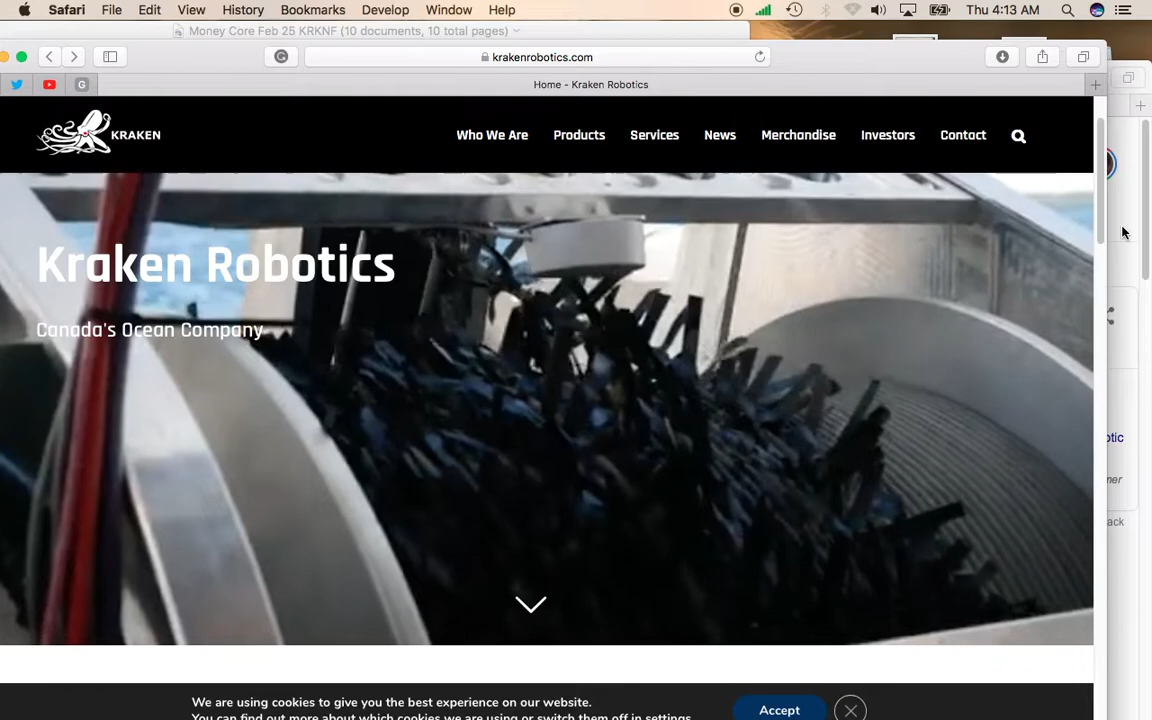 Safari File Edit View History Bookmarks Develop Window Help Thu 4:13 AM
Money Core Feb 25 KRKNF (10 documents, 10 total pages)
krakenrobotics.com
G Home - Kraken Robotics
KRAKEN Who We Are Products Services News Merchandise Investors Contact
Kraken Robotics
Canada's Ocean Company
We are using cookies to give you the best experience on our website.
You can find out more about which cookies we are using or switch them off in settings.
Accept